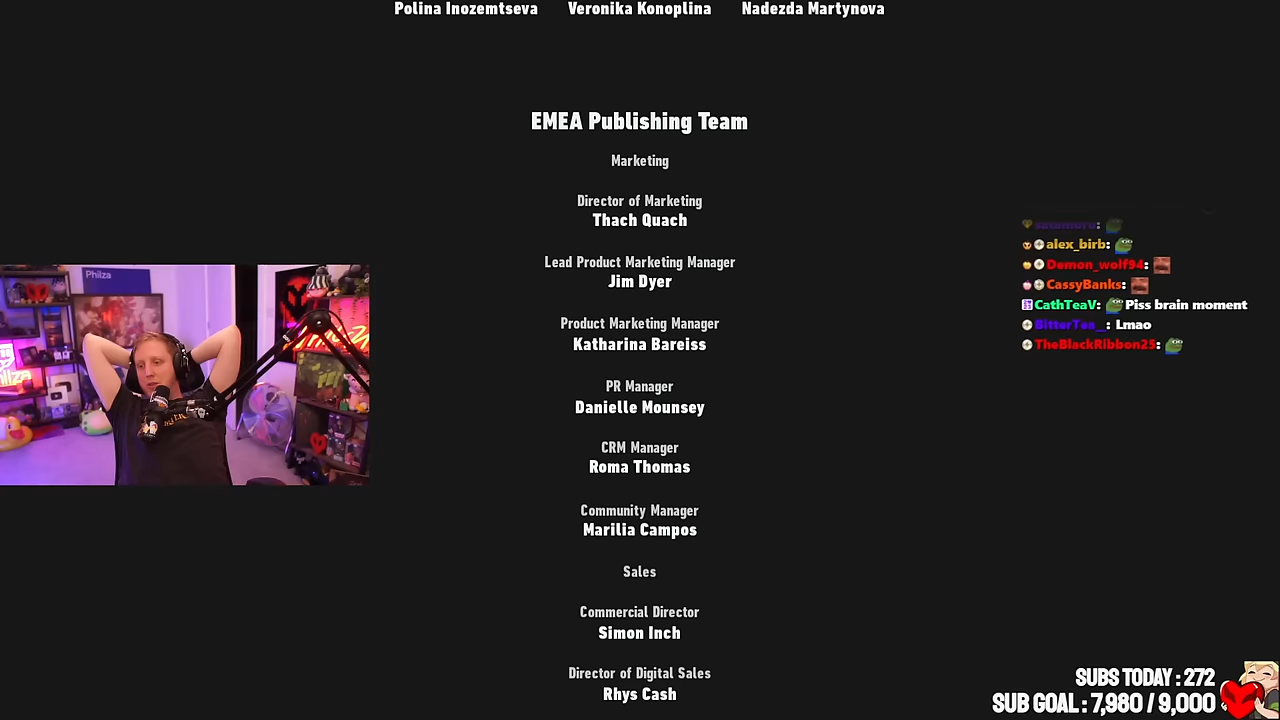 Polina Inozemtseva Veronika Konoplina Nadezda Martynova
EMEA Publishing Team
Marketing
Director of Marketing
Thach Quach
Lead Product Marketing Manager
Jim Dyer
Product Marketing Manager
Katharina Bareiss
PR Manager
Danielle Mounsey
CRM Manager
Roma Thomas
Community Manager
Marilia Campos
Sales
Commercial Director
Simon Inch
Director of Digital Sales
Rhys Cash
Philza
alex_birb:
Demon_wolf94:
CassyBanks:
CathTeaV: Piss brain moment
BitterTea__: Lmao
TheBlackRibbon25:
SUBS TODAY : 272
SUB GOAL : 7,980 / 9,000